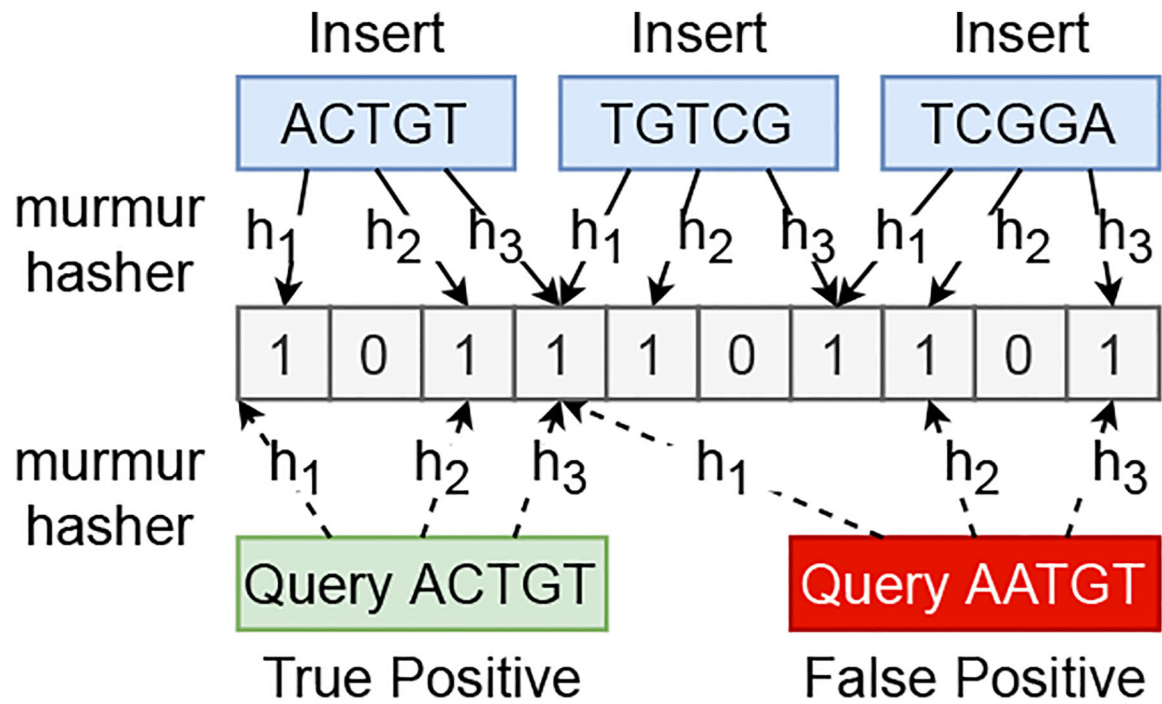 Insert Insert Insert
ACTGT TGTCG TCGGA
murmur
hasher
h1 h2 h3 h1 h2 h3 h1 h2 h3
1 0 1 1 1 0 1 1 0 1
murmur
hasher
h1 h2 h3 h1 h2 h3
Query ACTGT Query AATGT
True Positive False Positive